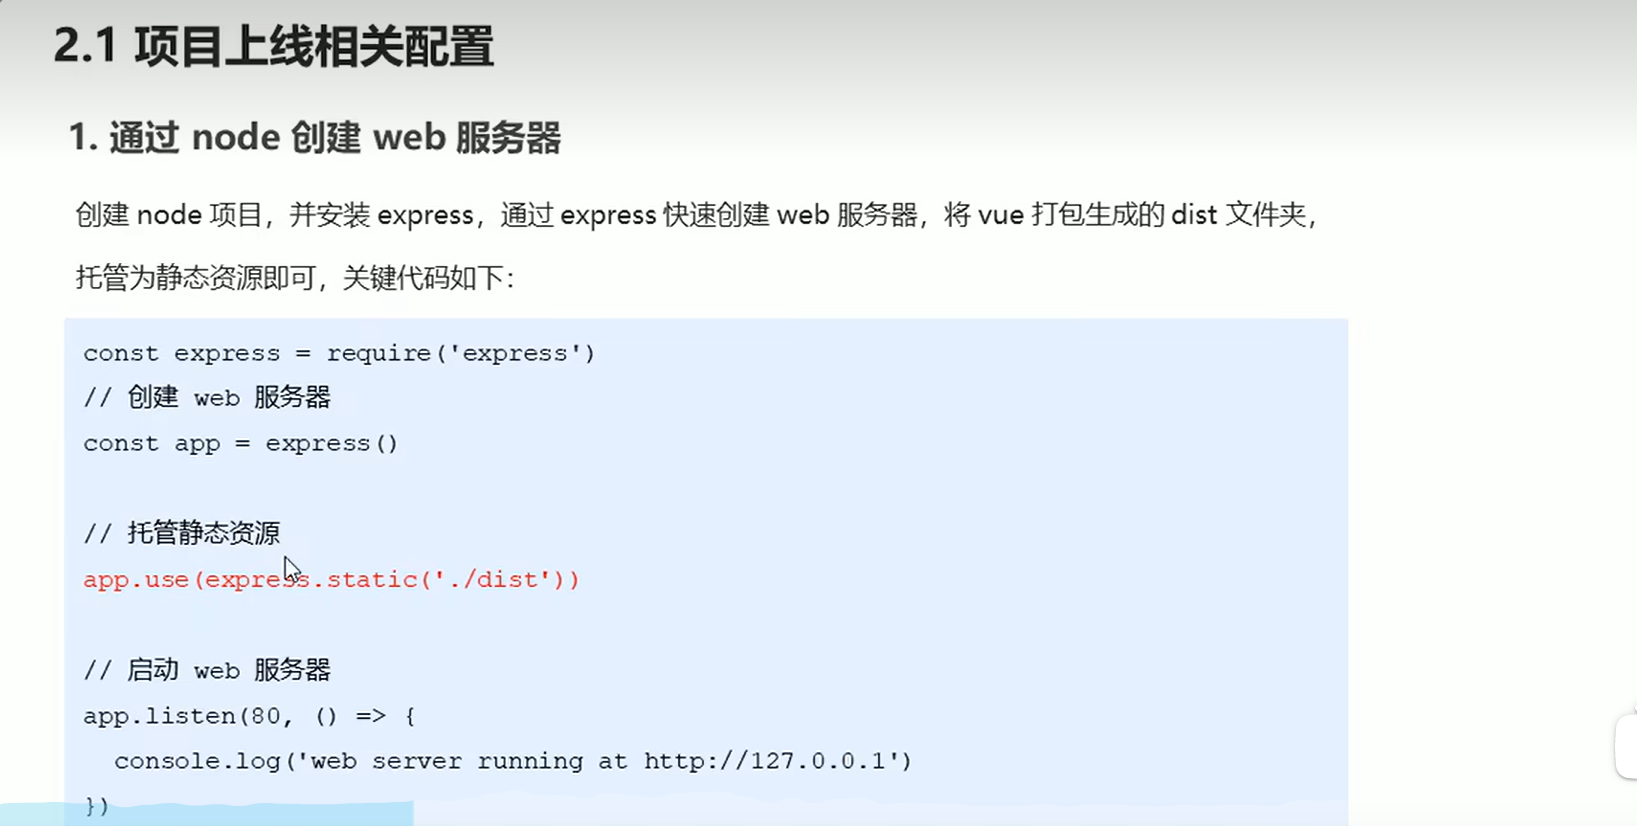 2.1 项目上线相关配置
1. 通过 node 创建 web 服务器
创建 node 项目，并安装 express，通过 express 快速创建 web 服务器，将 vue 打包生成的 dist 文件夹，
托管为静态资源即可，关键代码如下：
const express = require('express')
// 创建 web 服务器
const app = express()
// 托管静态资源
app.use(express.static('./dist'))
// 启动 web 服务器
app.listen(80, () => {
  console.log('web server running at http://127.0.0.1')
})